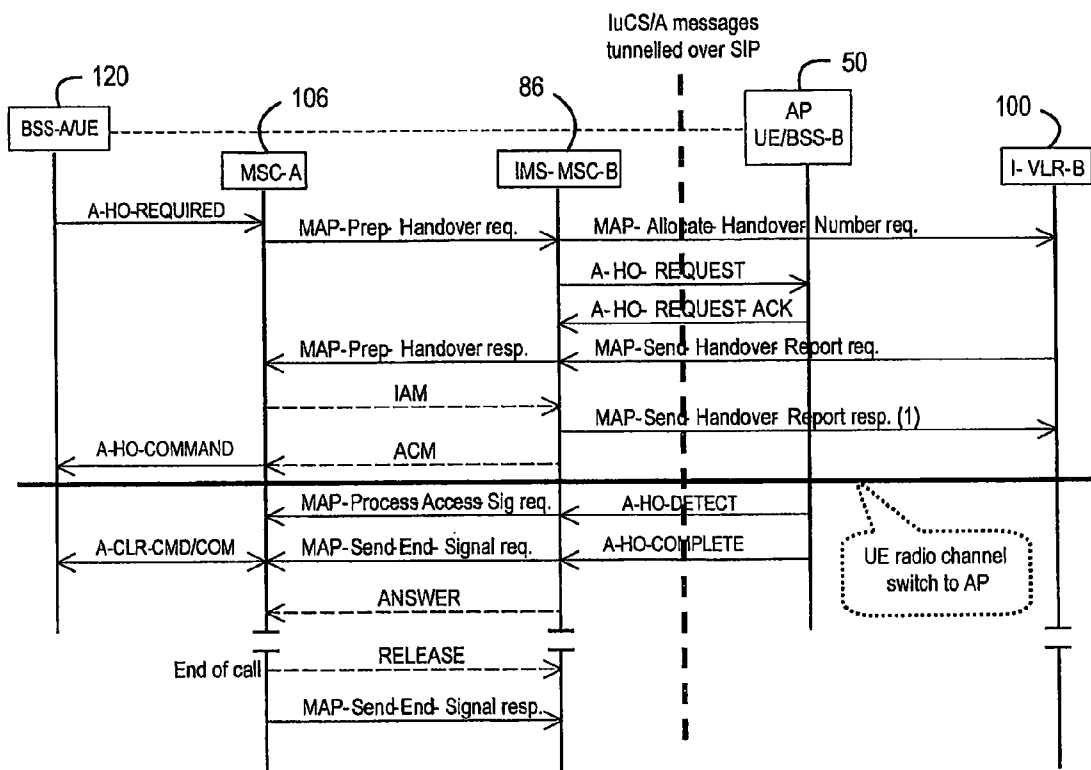 IuCS/A messages
tunnelled over SIP
120
106
86
50
100
BSS-A/UE
MSC-A
IMS-MSC-B
AP
UE/BSS-B
I-VLR-B
A-HO-REQUIRED
MAP-Prep-Handover req.
MAP-Allocate-Handover-Number req.
A-HO-REQUEST
A-HO-REQUEST-ACK
MAP-Prep-Handover resp.
MAP-Send-Handover-Report req.
IAM
MAP-Send-Handover-Report resp. (1)
A-HO-COMMAND
ACM
MAP-Process-Access-Sig req.
A-HO-DETECT
A-CLR-CMD/COM
MAP-Send-End-Signal req.
A-HO-COMPLETE
UE radio channel
switch to AP
ANSWER
End of call
RELEASE
MAP-Send-End-Signal resp.